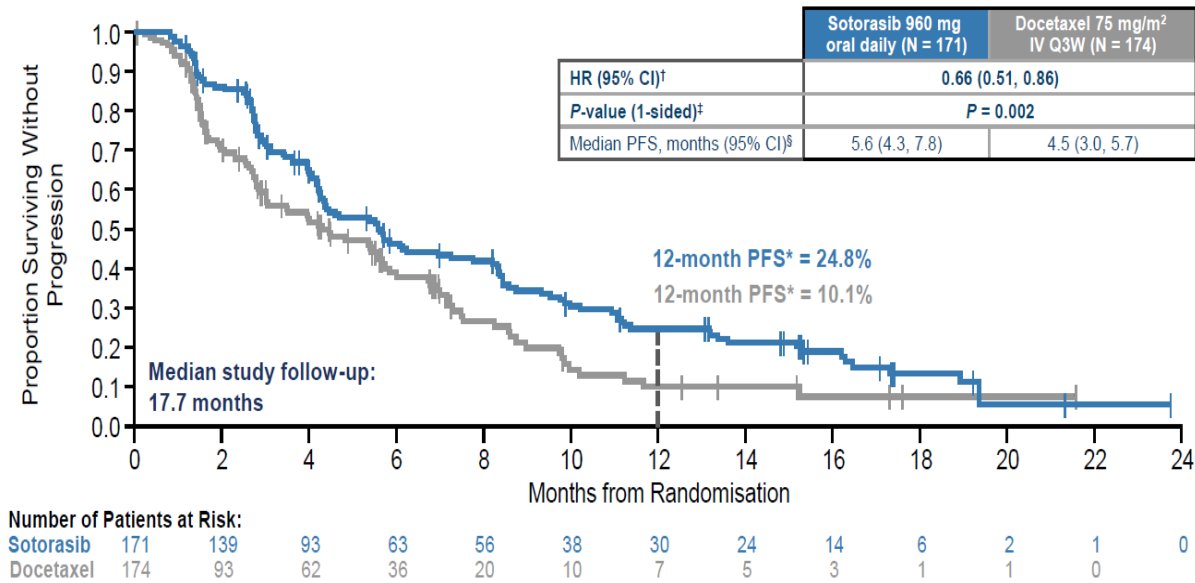 Sotorasib 960 mg oral daily (N = 171)
Docetaxel 75 mg/m² IV Q3W (N = 174)
HR (95% CI)† 0.66 (0.51, 0.86)
P-value (1-sided)‡ P = 0.002
Median PFS, months (95% CI)§ 5.6 (4.3, 7.8) 4.5 (3.0, 5.7)
Proportion Surviving Without
Progression
1.0
0.9
0.8
0.7
0.6
0.5
0.4
0.3
0.2
0.1
0.0
12-month PFS* = 24.8%
12-month PFS* = 10.1%
Median study follow-up:
17.7 months
0 2 4 6 8 10 12 14 16 18 20 22 24
Months from Randomisation
Number of Patients at Risk:
Sotorasib 171 139 93 63 56 38 30 24 14 6 2 1 0
Docetaxel 174 93 62 36 20 10 7 5 3 1 1 0